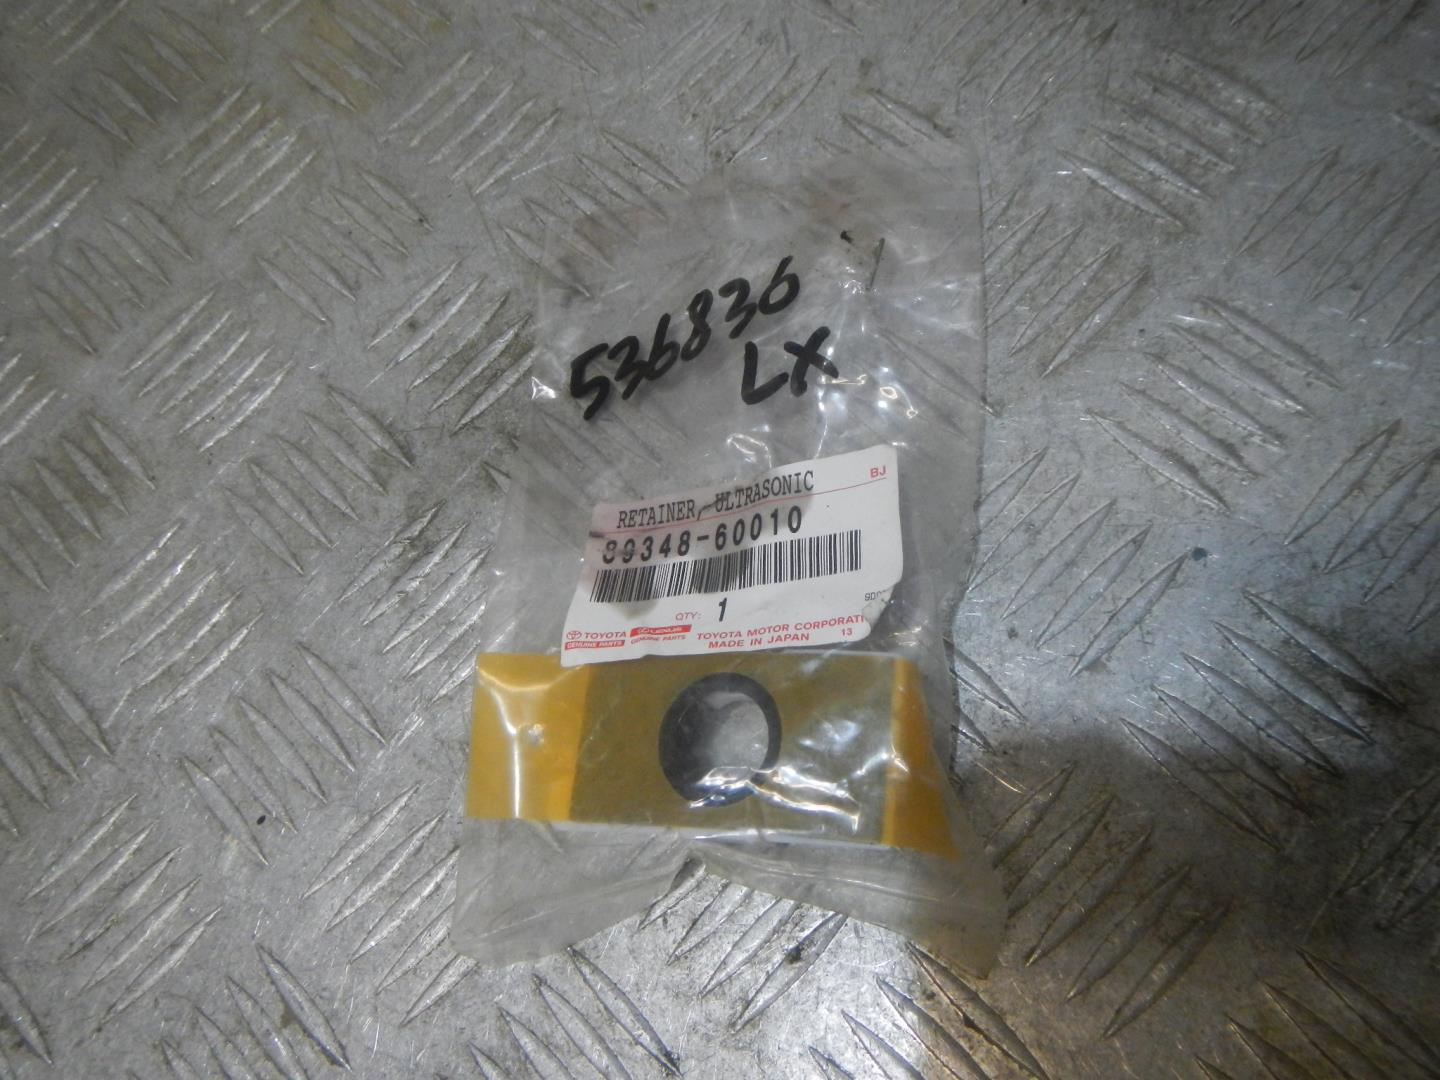 536836
LX
RETAINER, ULTRASONIC
BJ
89348-60010
QTY: 1
TOYOTA
GENUINE PARTS
LEXUS
GENUINE PARTS
TOYOTA MOTOR CORPORATI
MADE IN JAPAN 13